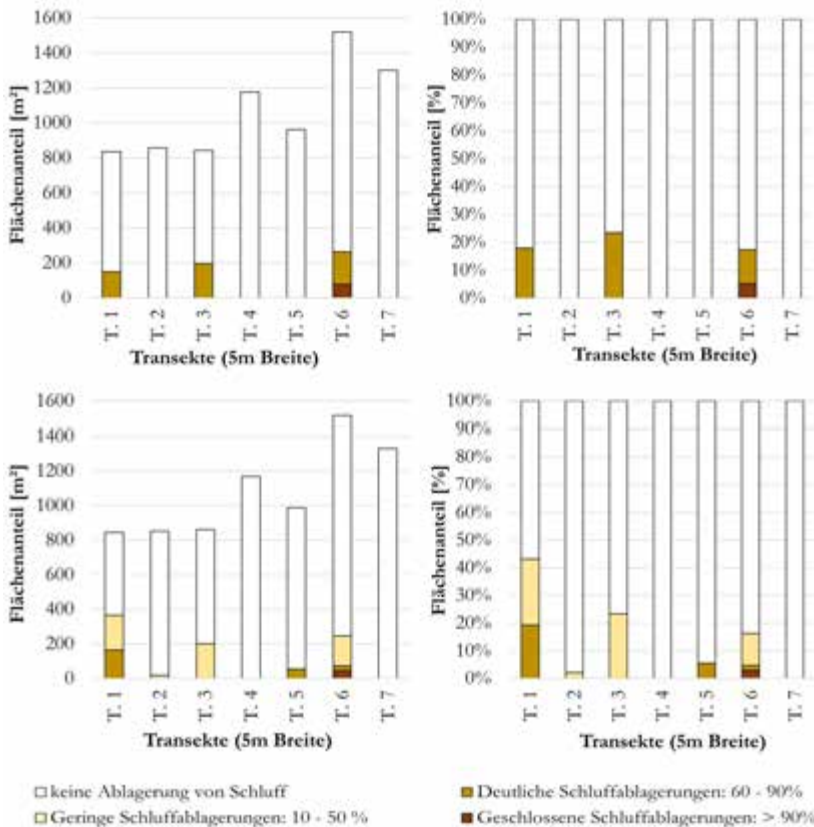 Flächenanteil [m²]
1600
1400
1200
1000
800
600
400
200
0
T. 1
T. 2
T. 3
T. 4
T. 5
T. 6
T. 7
Transekte (5m Breite)
Flächenanteil [%]
100%
90%
80%
70%
60%
50%
40%
30%
20%
10%
0%
T. 1
T. 2
T. 3
T. 4
T. 5
T. 6
T. 7
Transekte (5m Breite)
Flächenanteil [m²]
1600
1400
1200
1000
800
600
400
200
0
T. 1
T. 2
T. 3
T. 4
T. 5
T. 6
T. 7
Transekte (5m Breite)
Flächenanteil [%]
100%
90%
80%
70%
60%
50%
40%
30%
20%
10%
0%
T. 1
T. 2
T. 3
T. 4
T. 5
T. 6
T. 7
Transekte (5m Breite)
keine Ablagerung von Schluff
Deutliche Schluffablagerungen: 60 - 90%
Geringe Schluffablagerungen: 10 - 50 %
Geschlossene Schluffablagerungen: > 90%